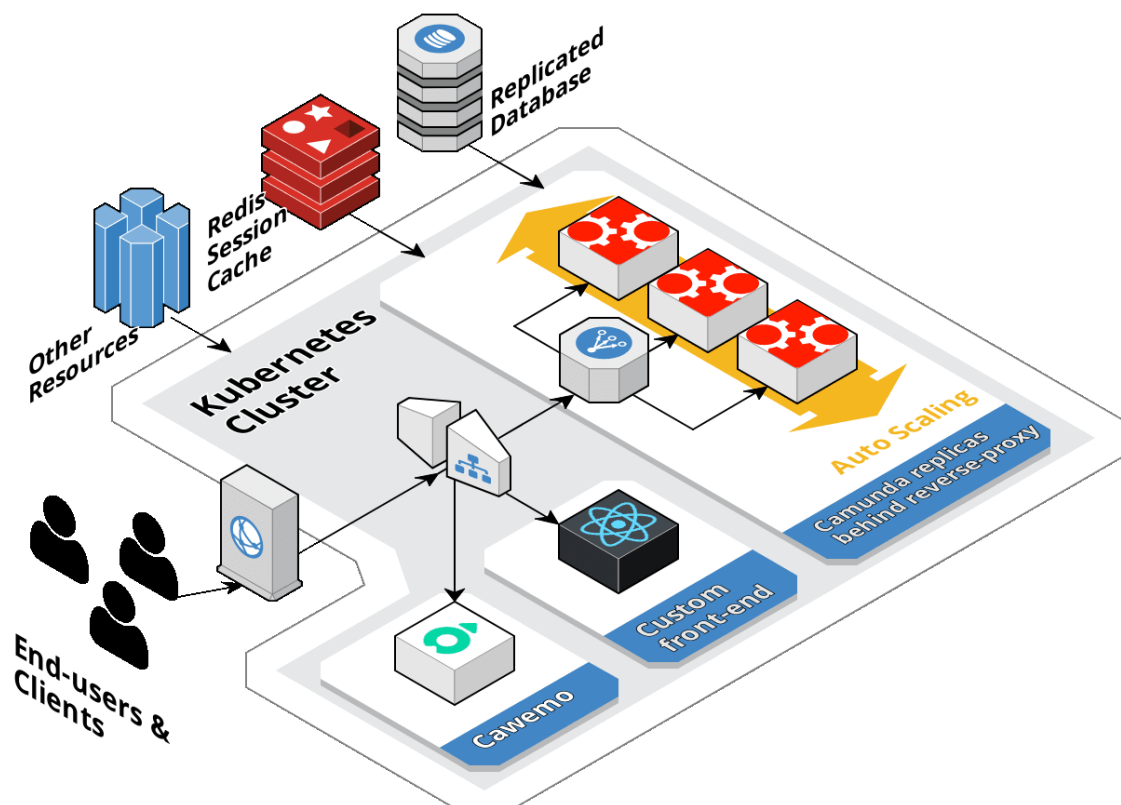 Replicated
Database
Redis
Session
Cache
Other
Resources
Kubernetes
Cluster
Auto Scaling
Camunda replicas
behind reverse-proxy
Custom
front-end
Cawemo
End-users &
Clients